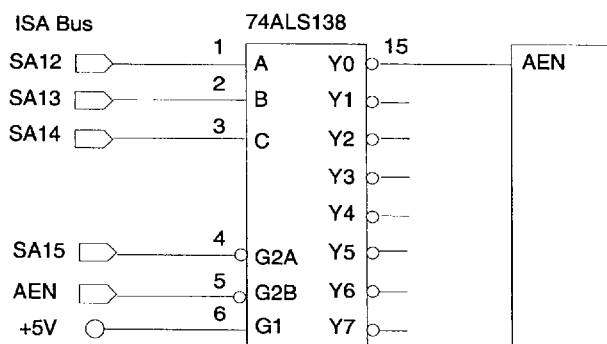 ISA Bus
74ALS138
SA12 1 A Y0 15 AEN
SA13 2 B Y1
SA14 3 C Y2
Y3
Y4
SA15 4 G2A Y5
AEN 5 G2B Y6
+5V 6 G1 Y7